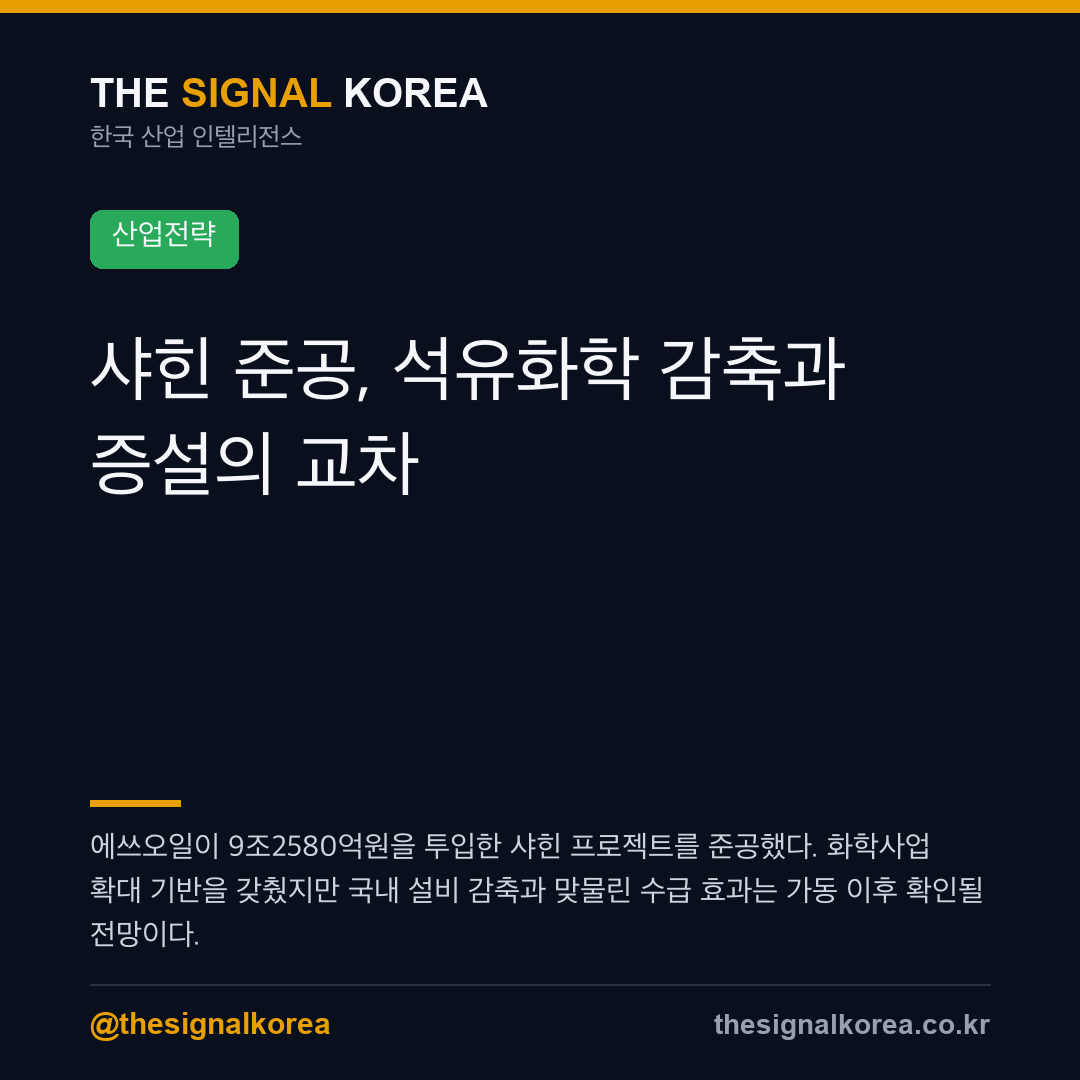 THE SIGNAL KOREA
한국 산업 인텔리전스
산업전략
샤힌 준공, 석유화학 감축과
증설의 교차
에쓰오일이 9조2580억원을 투입한 샤힌 프로젝트를 준공했다. 화학사업
확대 기반을 갖췄지만 국내 설비 감축과 맞물린 수급 효과는 가동 이후 확인될
전망이다.
@thesignalkorea
thesignalkorea.co.kr